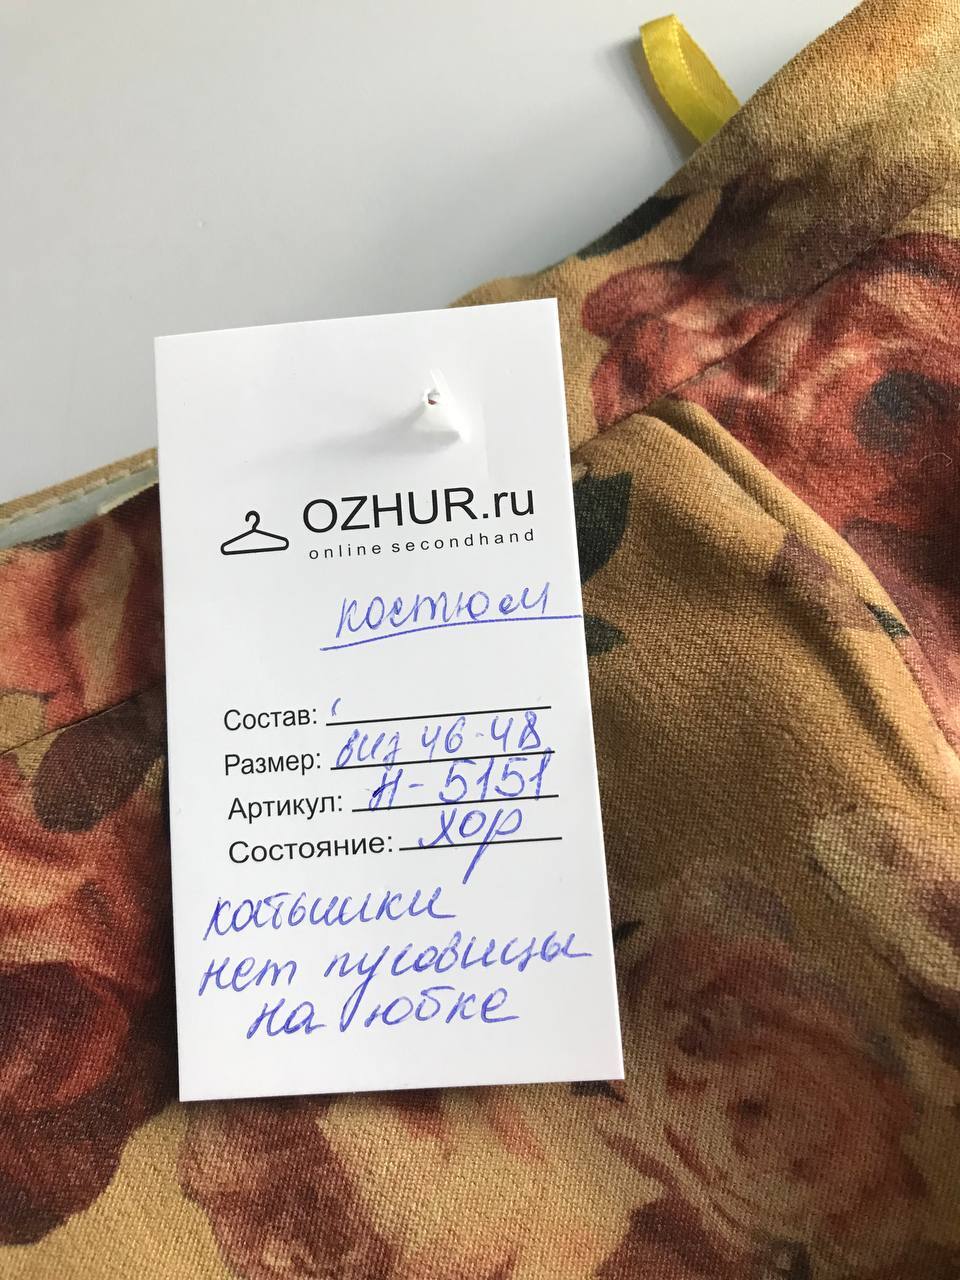 OZHUR.ru
online secondhand
костюм
Состав:
Размер: виз 46-48
Артикул: Н-5151
Состояние: хор
катышки
нет пуговицы
на юбке